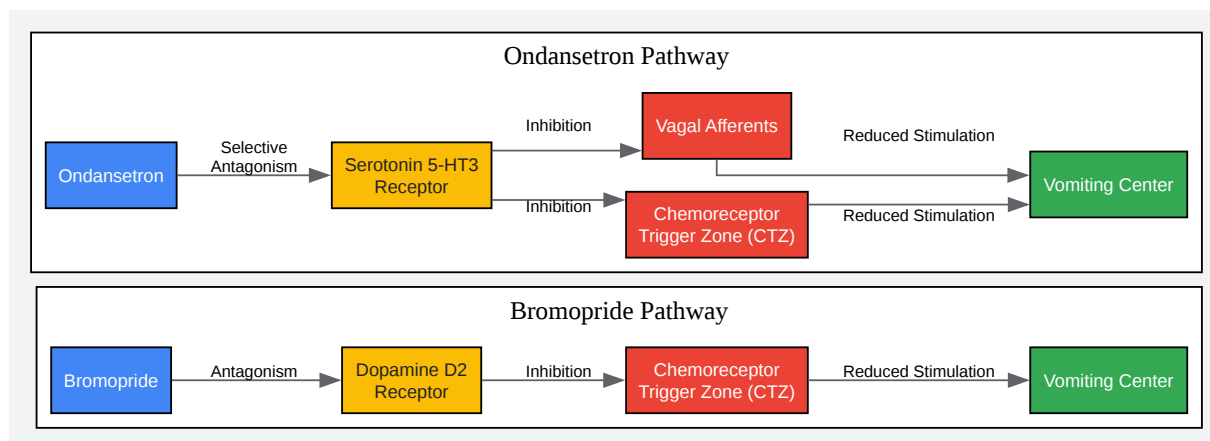 Ondansetron Pathway
Ondansetron
Selective
Antagonism
Serotonin 5-HT3
Receptor
Inhibition
Inhibition
Vagal Afferents
Chemoreceptor
Trigger Zone (CTZ)
Reduced Stimulation
Reduced Stimulation
Vomiting Center
Bromopride Pathway
Bromopride
Antagonism
Dopamine D2
Receptor
Inhibition
Chemoreceptor
Trigger Zone (CTZ)
Reduced Stimulation
Vomiting Center